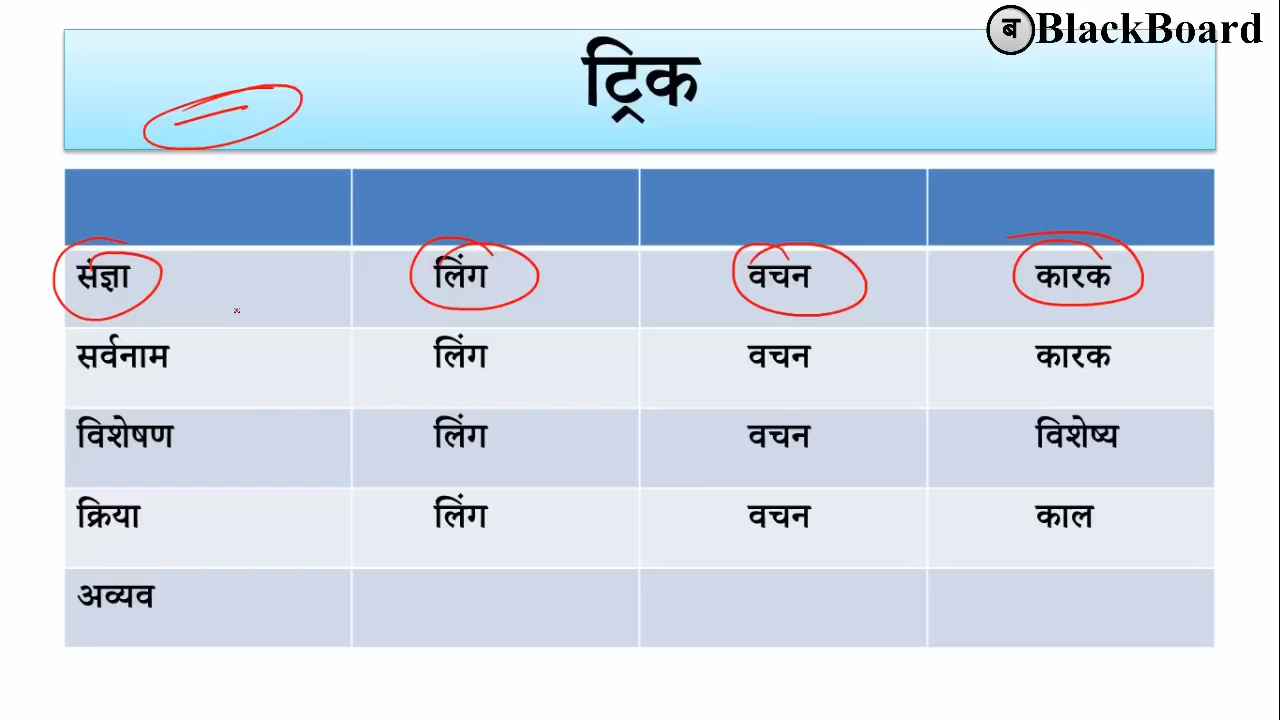 ब BlackBoard
ट्रिक
संज्ञा लिंग वचन कारक
सर्वनाम लिंग वचन कारक
विशेषण लिंग वचन विशेष्य
क्रिया लिंग वचन काल
अव्यव